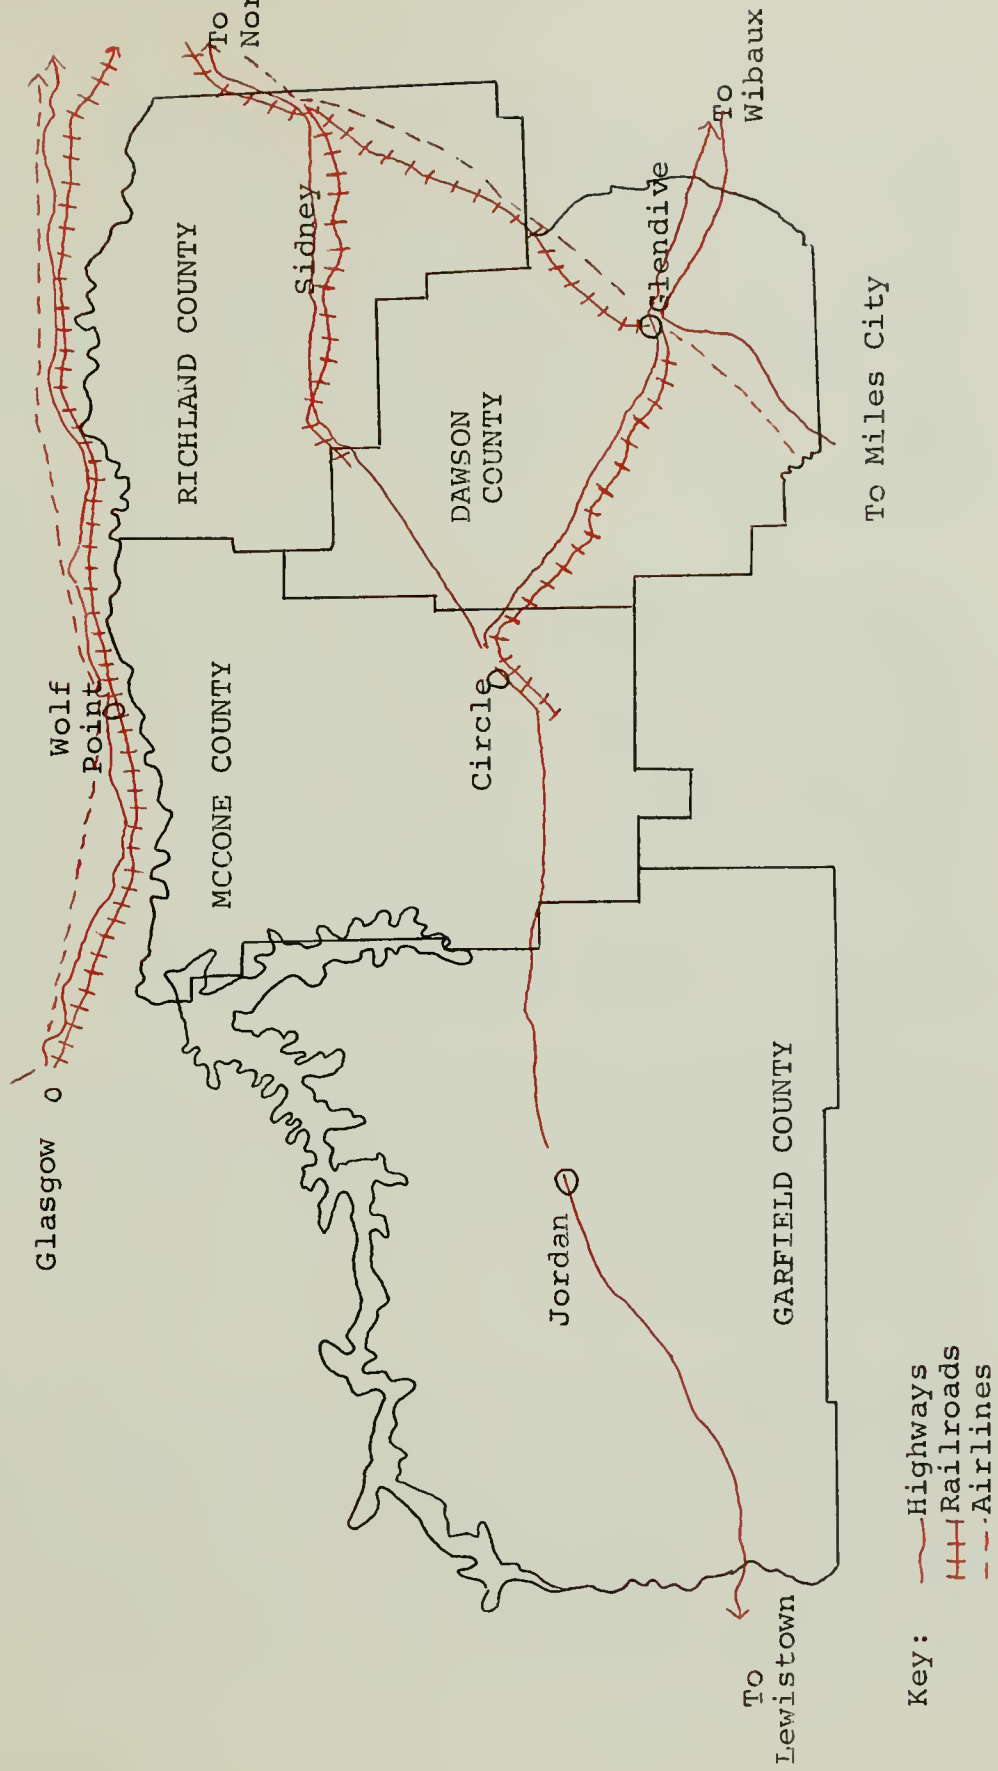 To
Nor
Glasgow
Wolf
Point
RICHLAND COUNTY
Sidney
MCCONE COUNTY
DAWSON
COUNTY
Circle
Glendive
To
Wibaux
To Miles City
Jordan
GARFIELD COUNTY
To
Lewistown
Key:
Highways
Railroads
Airlines